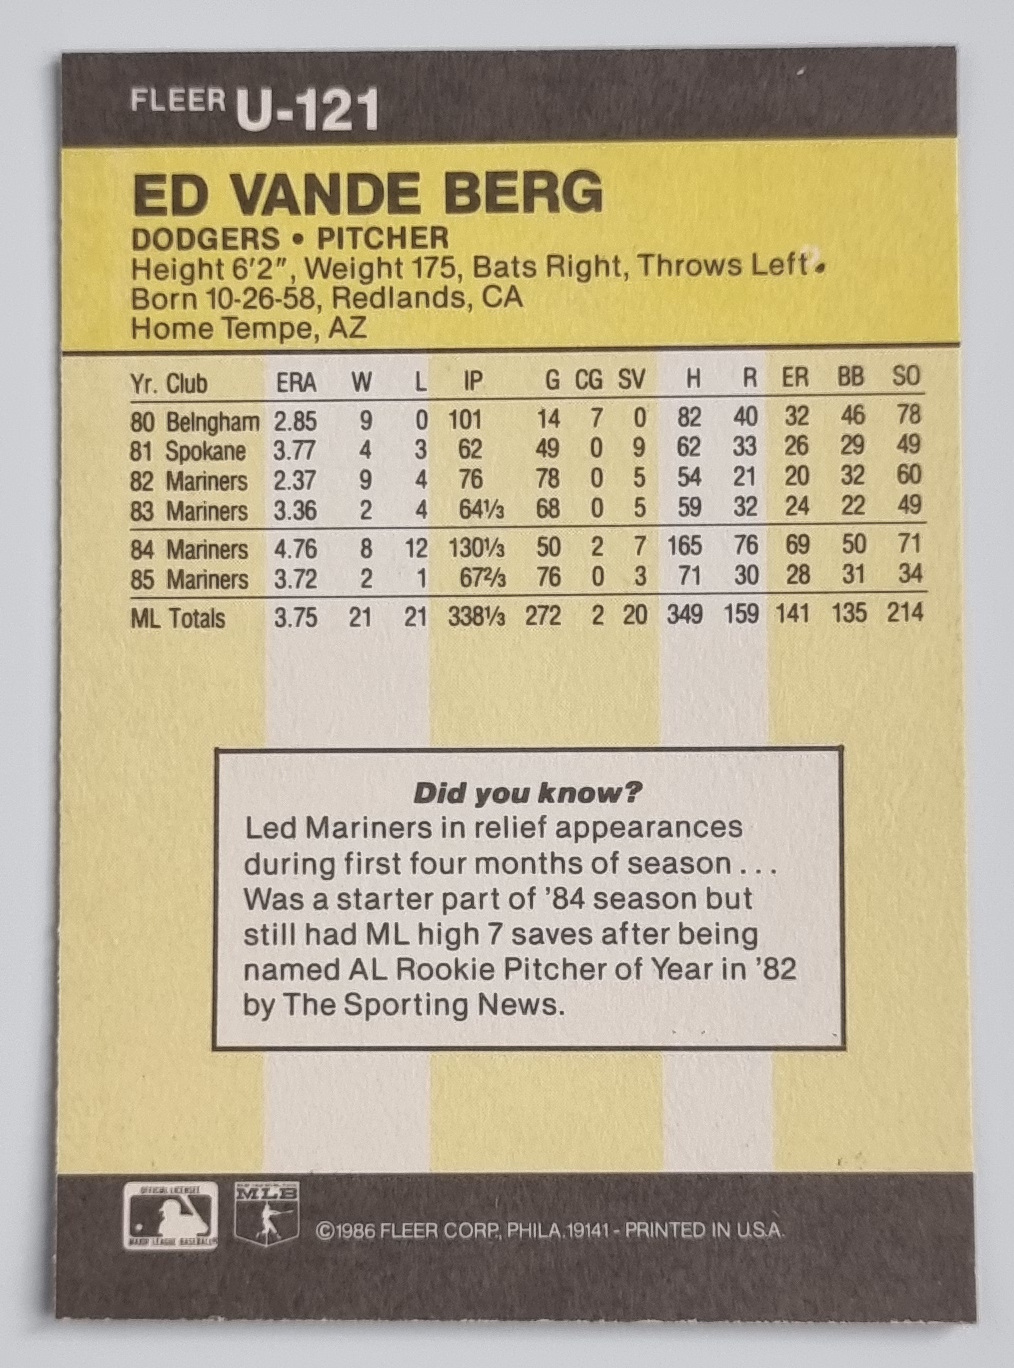 FLEER U-121
ED VANDE BERG
DODGERS • PITCHER
Height 6'2", Weight 175, Bats Right, Throws Left
Born 10-26-58, Redlands, CA
Home Tempe, AZ
Yr. Club ERA W L IP G CG SV H R ER BB SO
80 Belngham 2.85 9 0 101 14 7 0 82 40 32 46 78
81 Spokane 3.77 4 3 62 49 0 9 62 33 26 29 49
82 Mariners 2.37 9 4 76 78 0 5 54 21 20 32 60
83 Mariners 3.36 2 4 64⅓ 68 0 5 59 32 24 22 49
84 Mariners 4.76 8 12 130⅓ 50 2 7 165 76 69 50 71
85 Mariners 3.72 2 1 67⅔ 76 0 3 71 30 28 31 34
ML Totals 3.75 21 21 338⅓ 272 2 20 349 159 141 135 214
Did you know?
Led Mariners in relief appearances
during first four months of season...
Was a starter part of '84 season but
still had ML high 7 saves after being
named AL Rookie Pitcher of Year in '82
by The Sporting News.
OFFICIAL LICENSEE
MAJOR LEAGUE BASEBALL
MLB
©1986 FLEER CORP., PHILA. 19141 - PRINTED IN U.S.A.